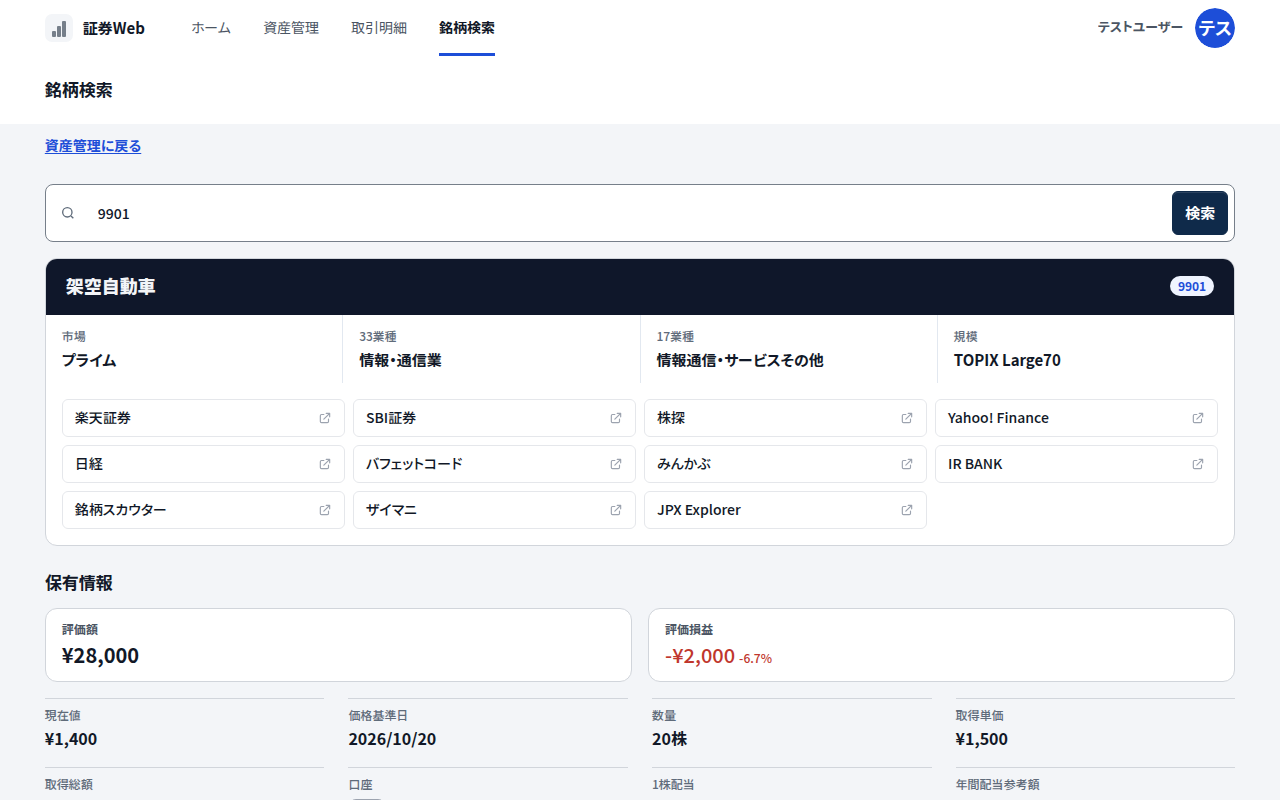 証券Web
ホーム
資産管理
取引明細
銘柄検索
テストユーザー
テス
銘柄検索
資産管理に戻る
9901
検索
架空自動車
9901
市場
プライム
33業種
情報・通信業
17業種
情報通信・サービスその他
規模
TOPIX Large70
楽天証券
SBI証券
株探
Yahoo! Finance
日経
バフェットコード
みんかぶ
IR BANK
銘柄スカウター
ザイマニ
JPX Explorer
保有情報
評価額
¥28,000
評価損益
-¥2,000 -6.7%
現在値
¥1,400
価格基準日
2026/10/20
数量
20株
取得単価
¥1,500
取得総額
口座
1株配当
年間配当参考額